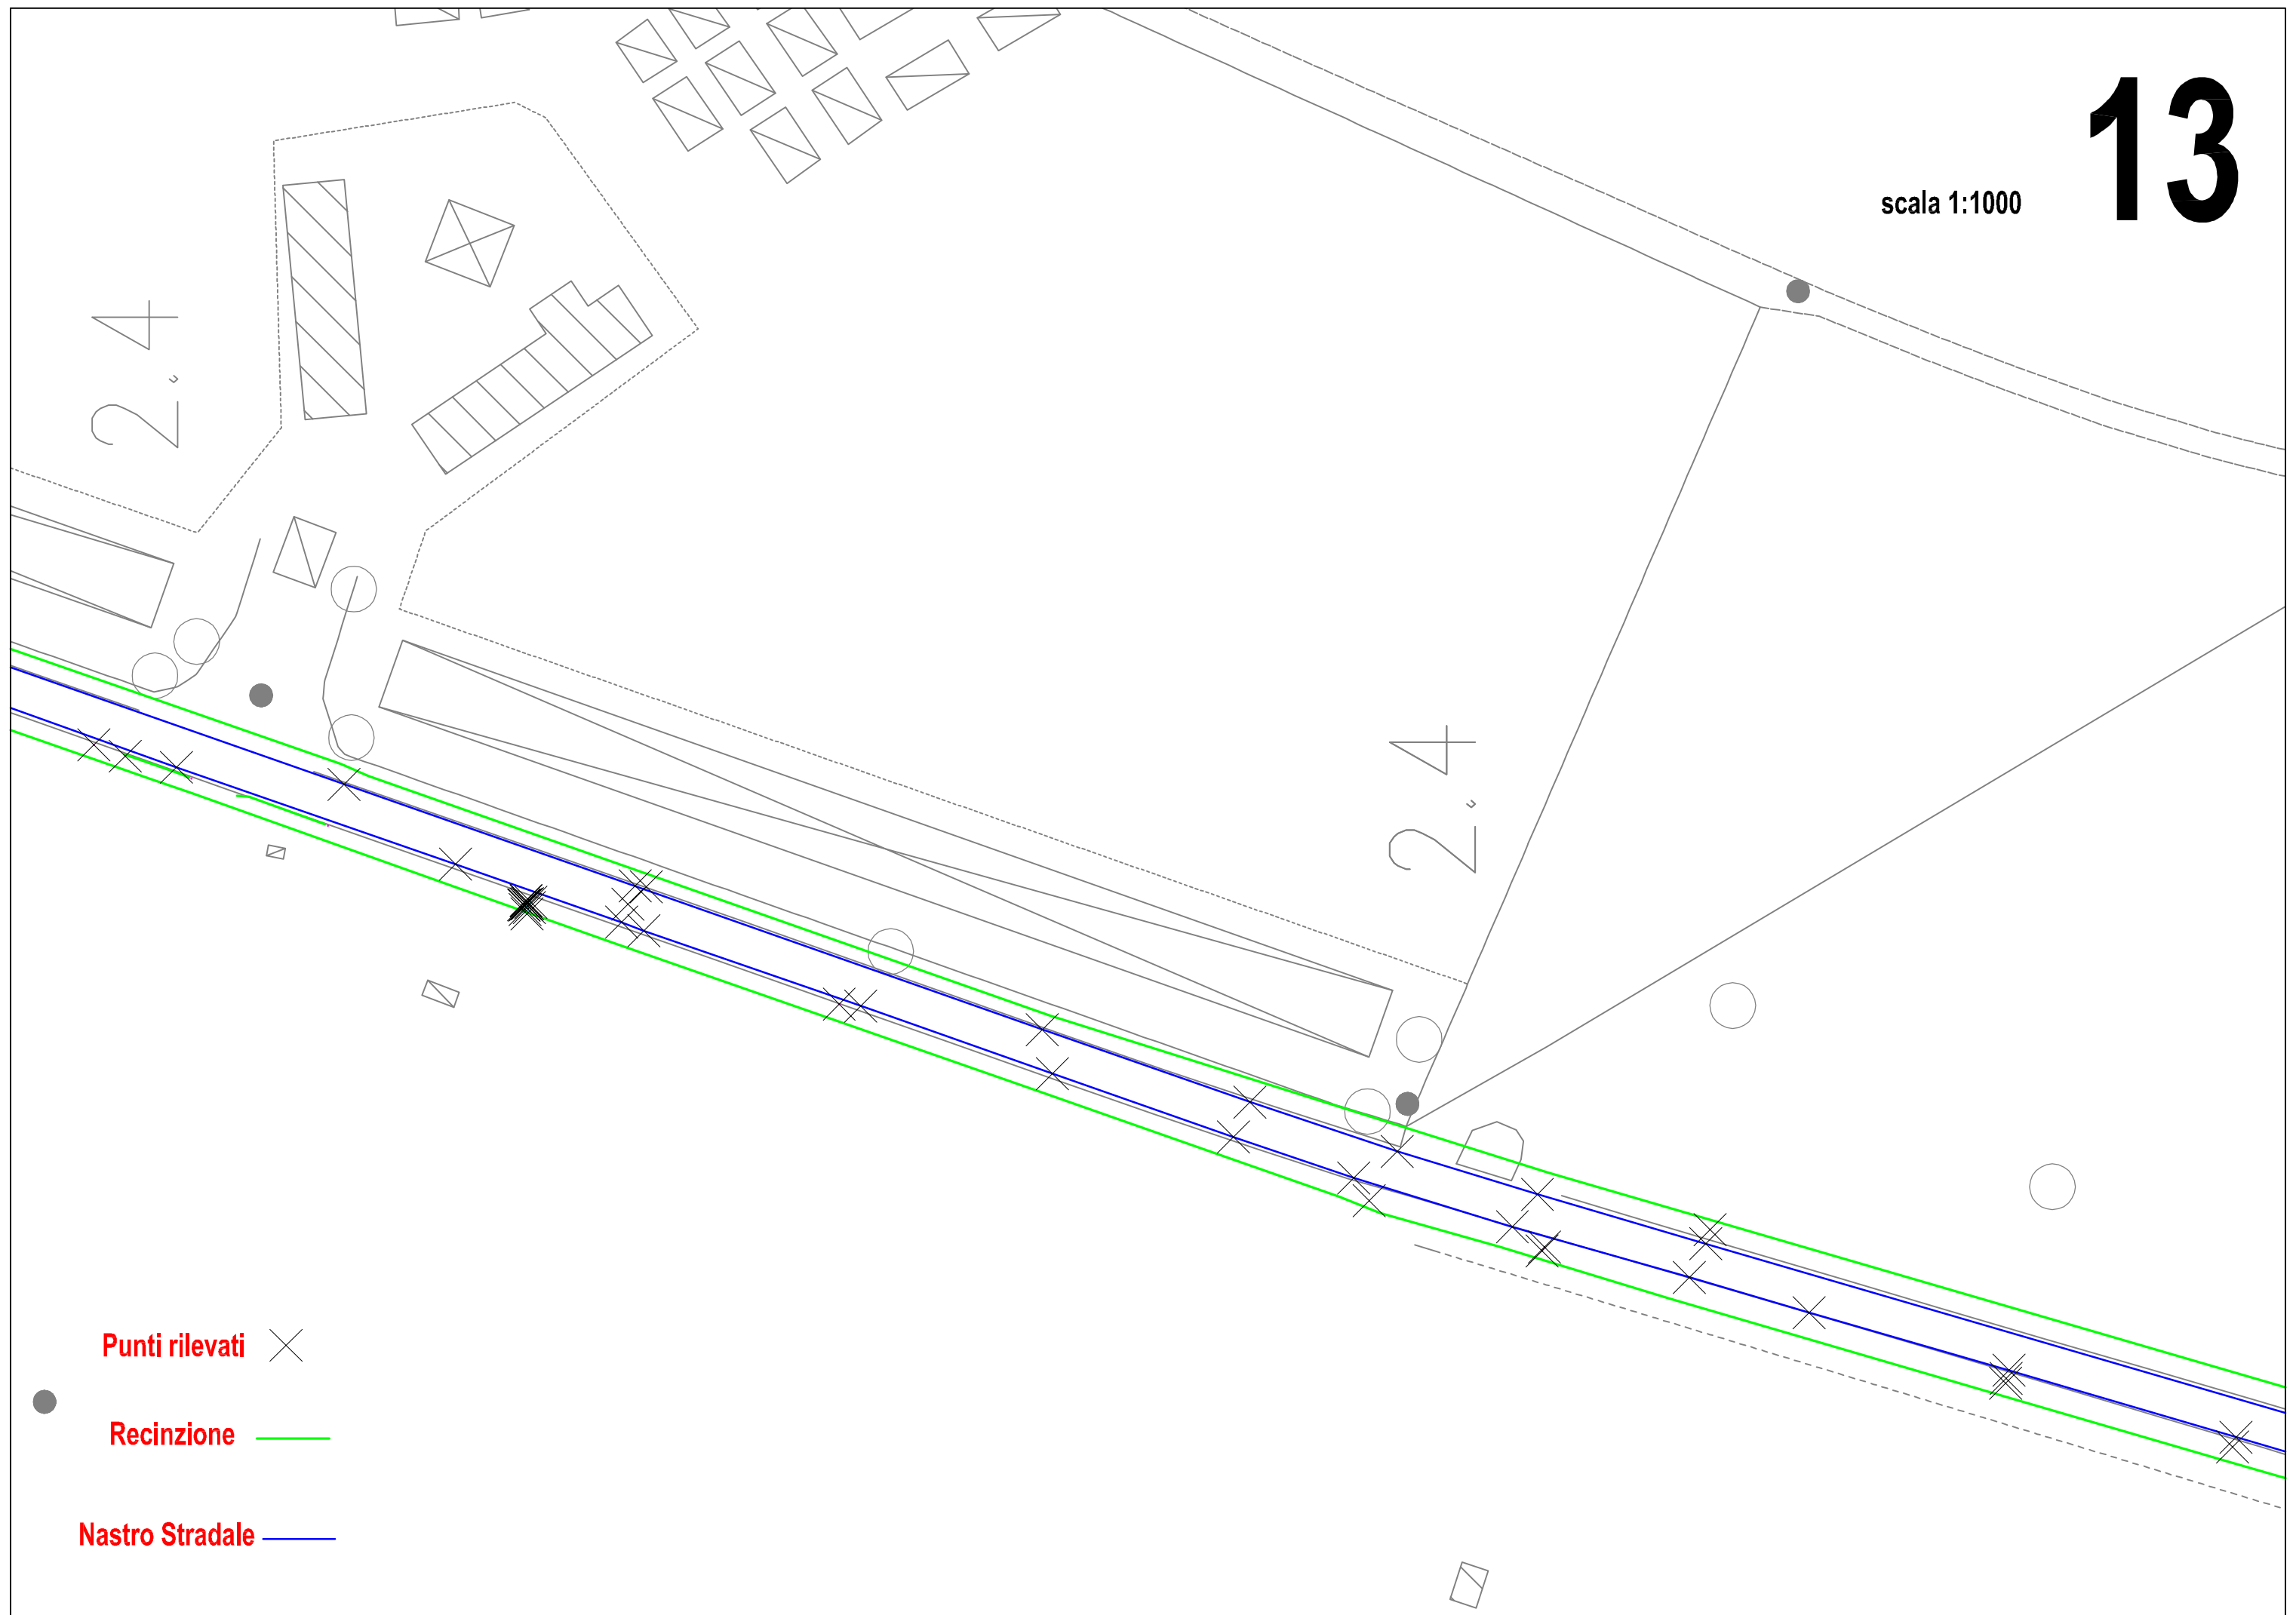 13
scala 1:1000
2.4
2.4
Punti rilevati
Recinzione
Nastro Stradale